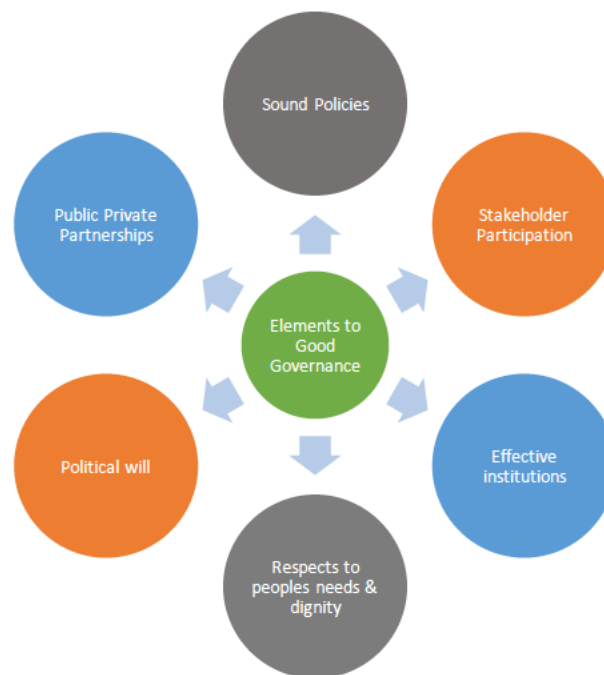 Sound Policies
Public Private
Partnerships
Stakeholder
Participation
Elements to
Good
Governance
Political will
Effective
institutions
Respects to
peoples needs &
dignity